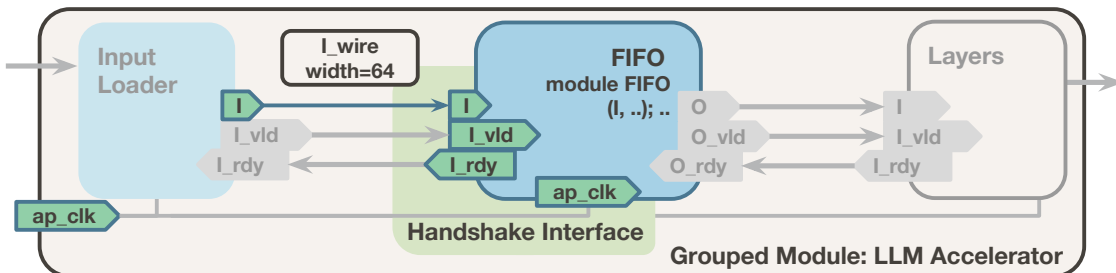 Input
Loader
I
I_vld
I_rdy
ap_clk
I_wire
width=64
I
I_vld
I_rdy
FIFO
module FIFO
(I, ..); ..
ap_clk
Handshake Interface
O
O_vld
O_rdy
Layers
I
I_vld
I_rdy
Grouped Module: LLM Accelerator